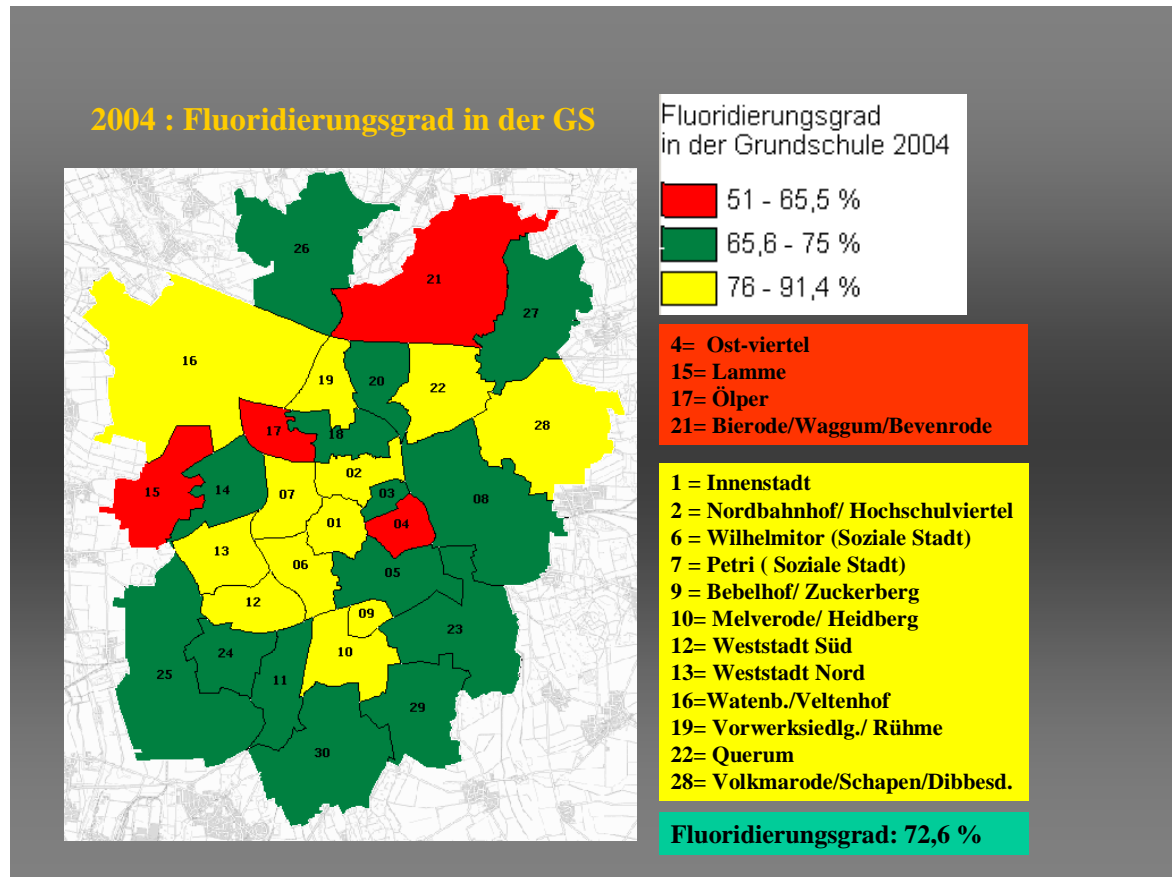 2004 : Fluoridierungsgrad in der GS
Fluoridierungsgrad
in der Grundschule 2004
51 - 65,5 %
65,6 - 75 %
76 - 91,4 %
26
21
27
16
19
20
22
28
17
18
02
15
14
07
03
08
01
04
13
06
05
12
09
23
10
24
25
11
29
30
4= Ost-viertel
15= Lamme
17= Ölper
21= Bierode/Waggum/Bevenrode
1 = Innenstadt
2 = Nordbahnhof/ Hochschulviertel
6 = Wilhelmitor (Soziale Stadt)
7 = Petri ( Soziale Stadt)
9 = Bebelhof/ Zuckerberg
10= Melverode/ Heidberg
12= Weststadt Süd
13= Weststadt Nord
16=Watenb./Veltenhof
19= Vorwerksiedlg./ Rühme
22= Querum
28= Volkmarode/Schapen/Dibbesd.
Fluoridierungsgrad: 72,6 %